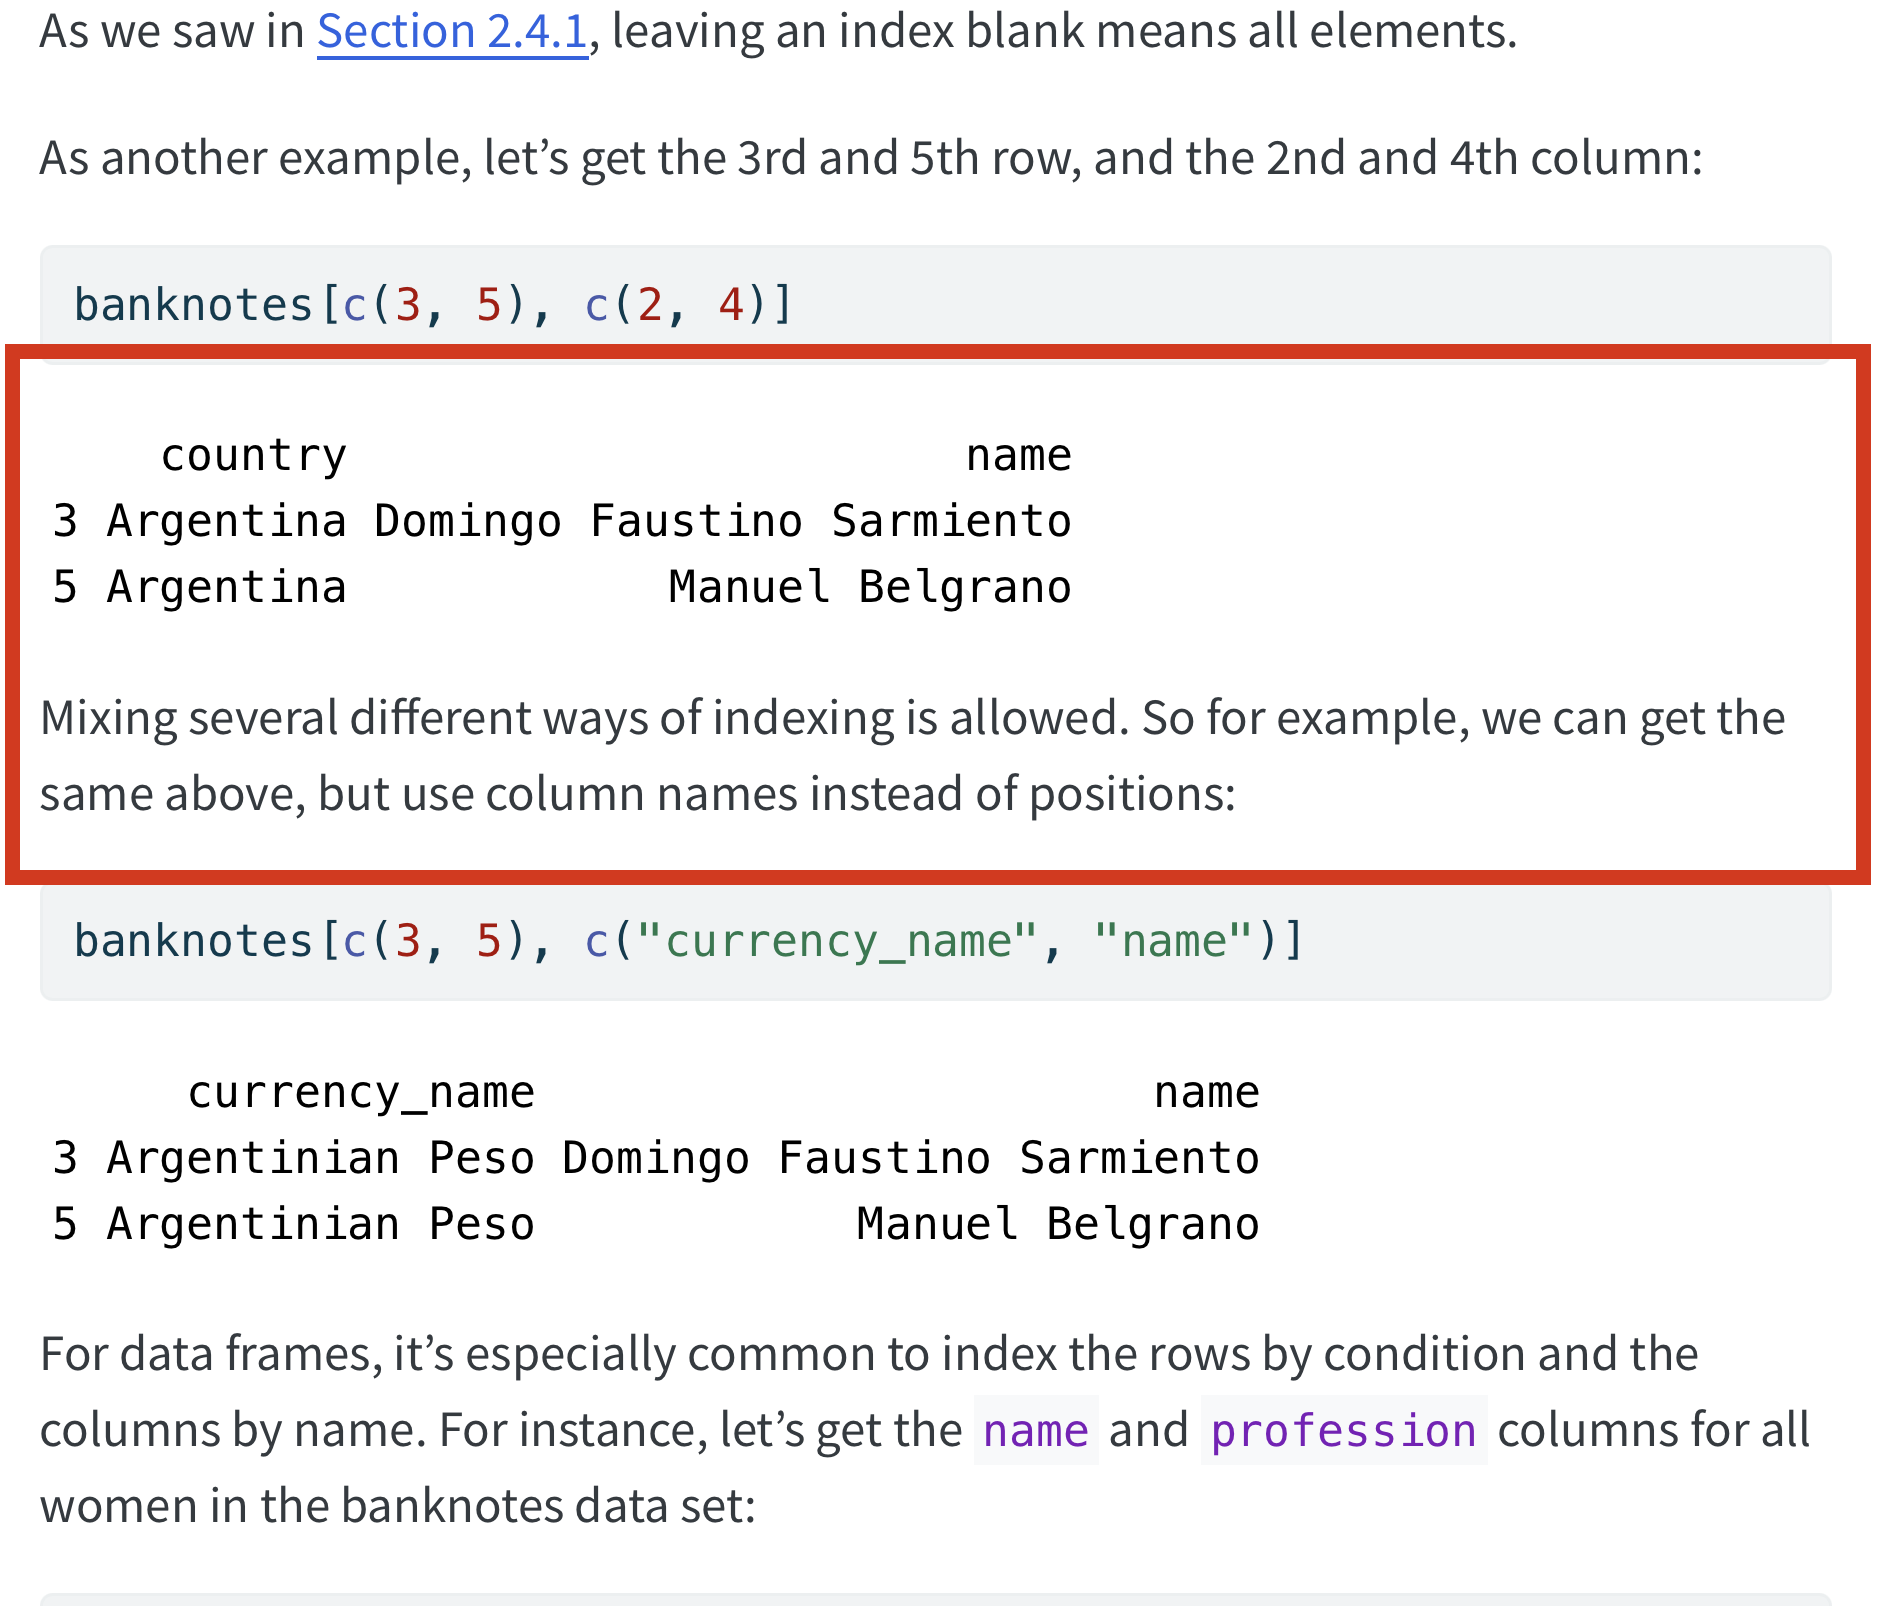 As we saw in Section 2.4.1, leaving an index blank means all elements.
As another example, let’s get the 3rd and 5th row, and the 2nd and 4th column:
banknotes[c(3, 5), c(2, 4)]
country name
3 Argentina Domingo Faustino Sarmiento
5 Argentina Manuel Belgrano
Mixing several different ways of indexing is allowed. So for example, we can get the
same above, but use column names instead of positions:
banknotes[c(3, 5), c("currency_name", "name")]
currency_name name
3 Argentinian Peso Domingo Faustino Sarmiento
5 Argentinian Peso Manuel Belgrano
For data frames, it’s especially common to index the rows by condition and the
columns by name. For instance, let’s get the name and profession columns for all
women in the banknotes data set: